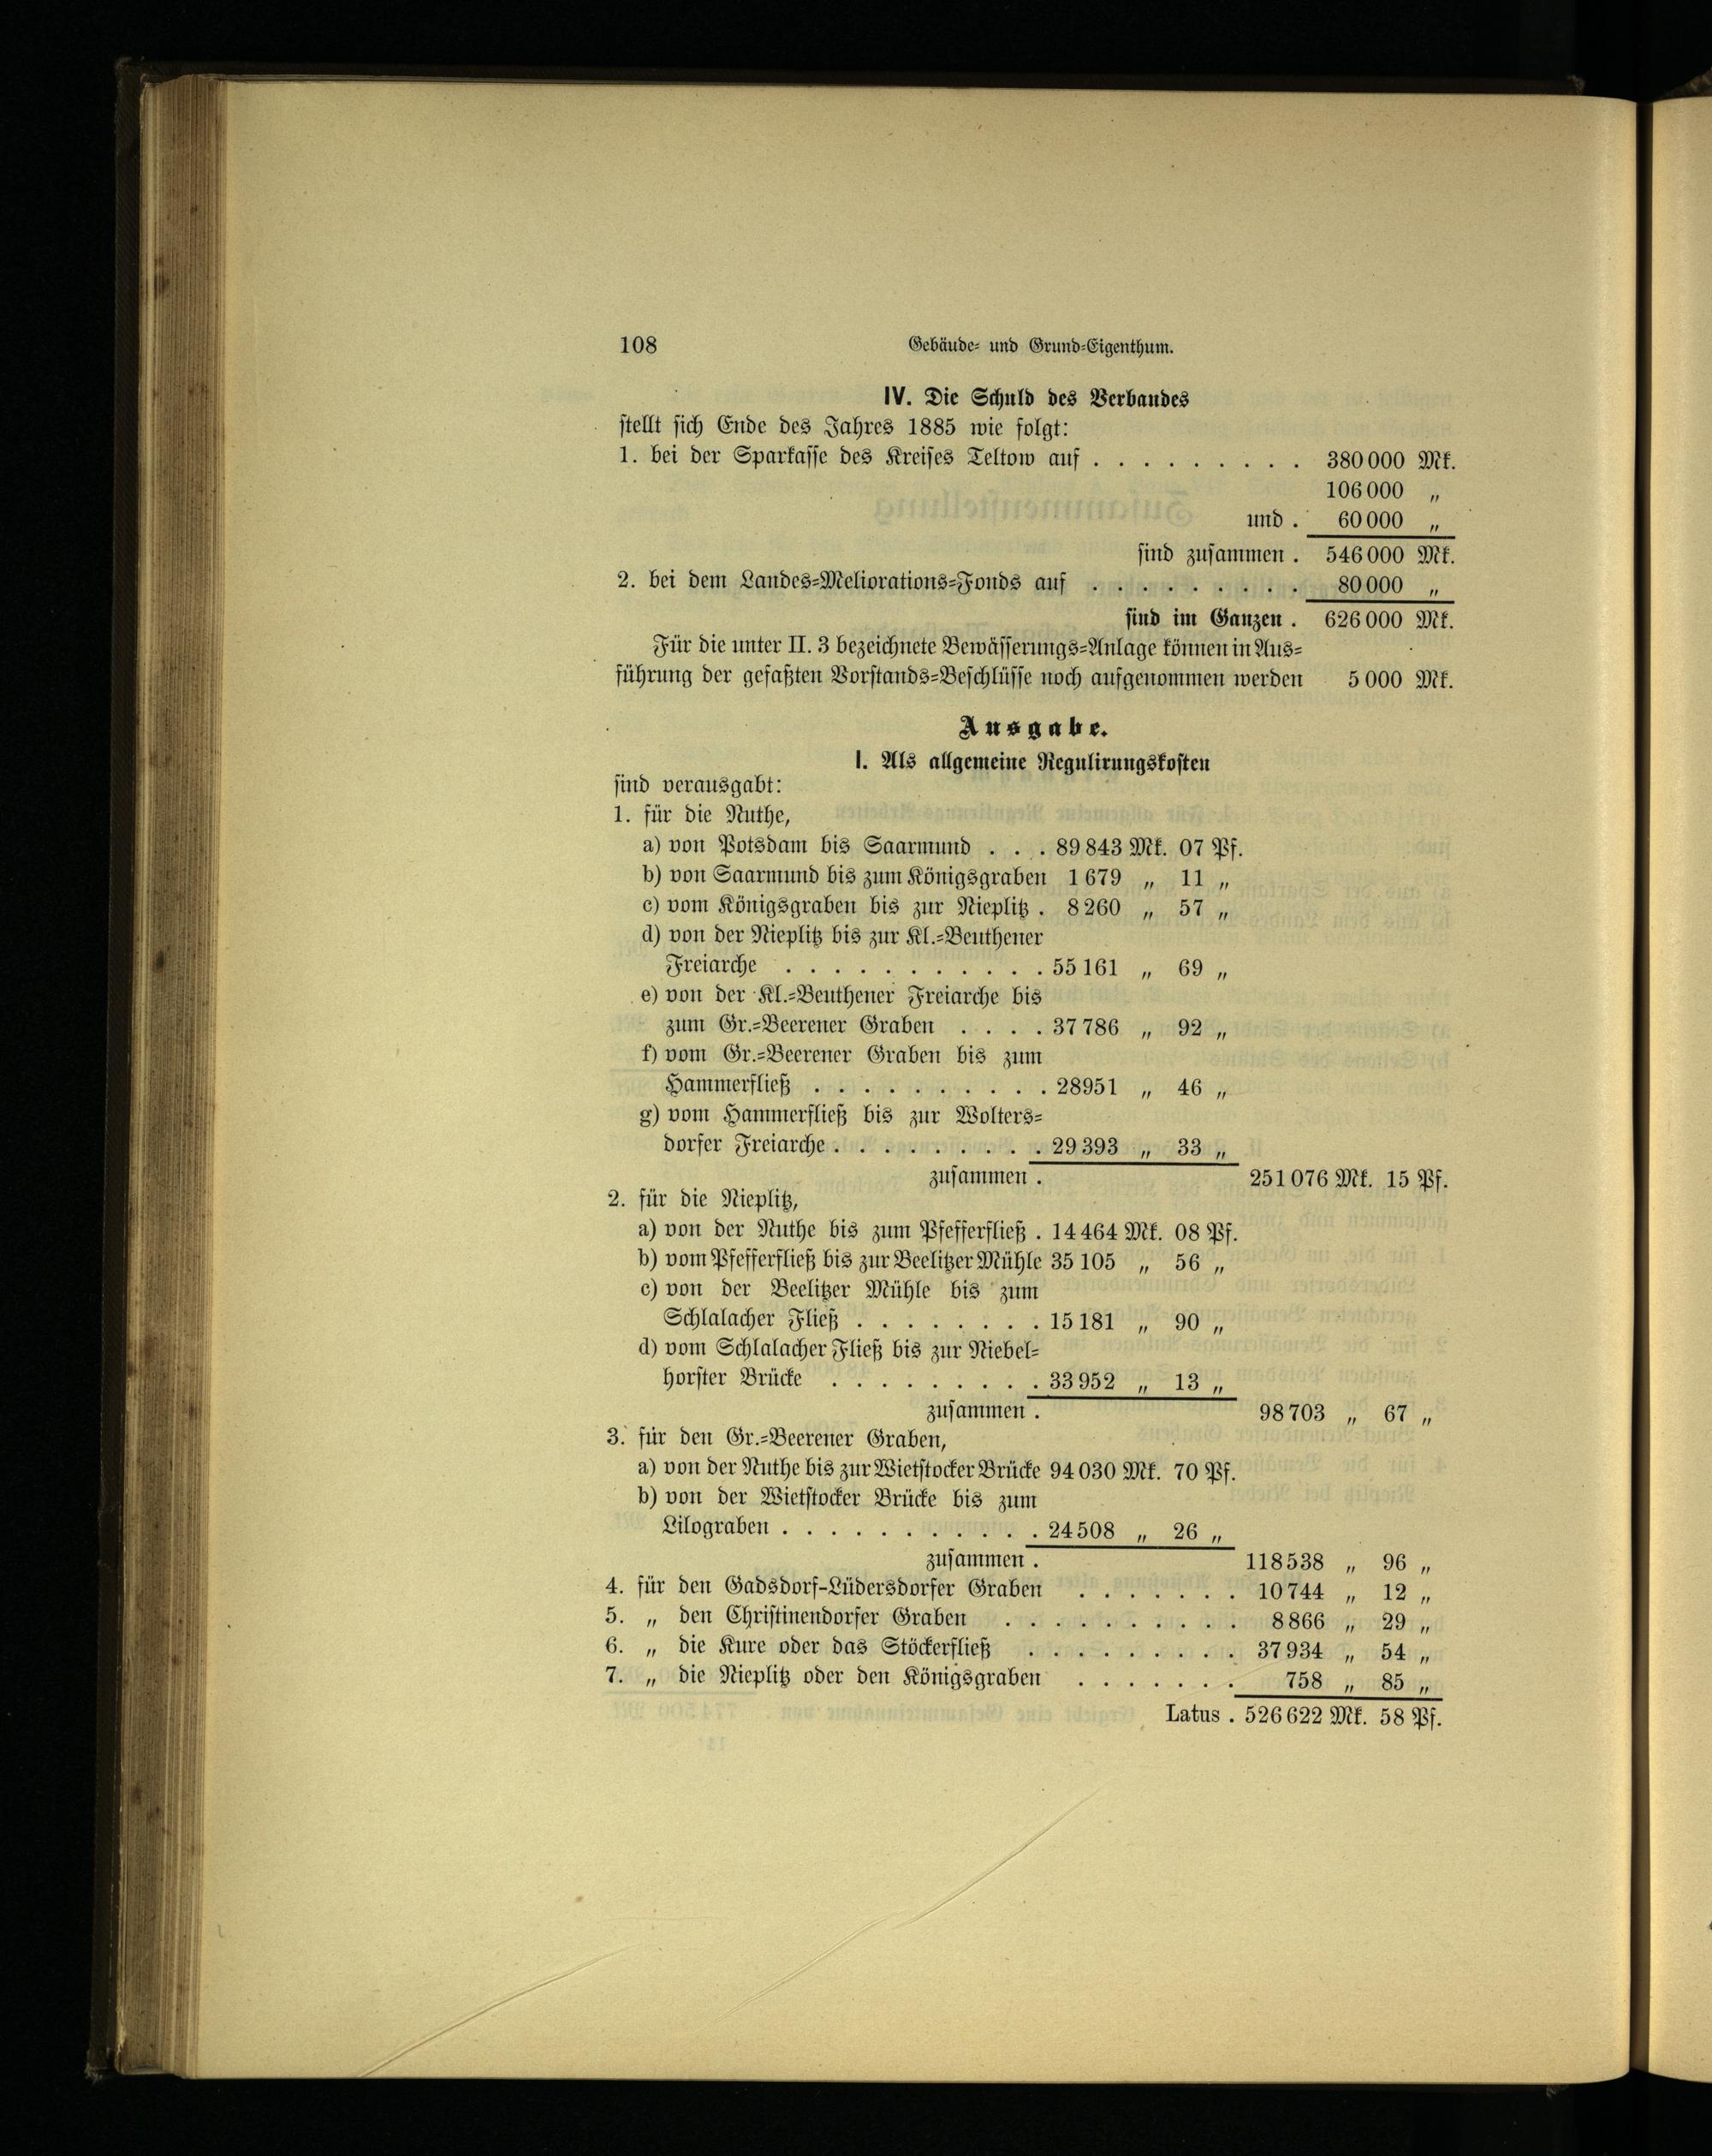 108 Gebäude- und Grund-Eigenthum.
IV. Die Schuld des Verbandes
stellt sich Ende des Jahres 1885 wie folgt:
1. bei der Sparkasse des Kreises Teltow auf . . . . . . . . . 380 000 Mk.
106 000 „
und . 60 000 „
sind zusammen . 546 000 Mk.
2. bei dem Landes-Meliorations-Fonds auf . . . . . . . . . 80 000 „
sind im Ganzen . 626 000 Mk.
Für die unter II. 3 bezeichnete Bewässerungs-Anlage können in Aus-
führung der gefaßten Vorstands-Beschlüsse noch aufgenommen werden 5 000 Mk.
Ausgabe.
I. Als allgemeine Regulirungskosten
sind verausgabt:
1. für die Nuthe,
a) von Potsdam bis Saarmund . . . 89 843 Mk. 07 Pf.
b) von Saarmund bis zum Königsgraben 1 679 „ 11 „
c) vom Königsgraben bis zur Nieplitz . 8 260 „ 57 „
d) von der Nieplitz bis zur Kl.-Beuthener
Freiarche . . . . . . . . . . . 55 161 „ 69 „
e) von der Kl.-Beuthener Freiarche bis
zum Gr.-Beerener Graben . . . . 37 786 „ 92 „
f) vom Gr.-Beerener Graben bis zum
Hammerfließ . . . . . . . . . . 28951 „ 46 „
g) vom Hammerfließ bis zur Wolters-
dorfer Freiarche . . . . . . . . . 29 393 „ 33 „
zusammen . 251 076 Mk. 15 Pf.
2. für die Nieplitz,
a) von der Nuthe bis zum Pfefferfließ . 14 464 Mk. 08 Pf.
b) vom Pfefferfließ bis zur Beelitzer Mühle 35 105 „ 56 „
c) von der Beelitzer Mühle bis zum
Schlalacher Fließ . . . . . . . . 15 181 „ 90 „
d) vom Schlalacher Fließ bis zur Niebel-
horster Brücke . . . . . . . . . 33 952 „ 13 „
zusammen . 98 703 „ 67 „
3. für den Gr.-Beerener Graben,
a) von der Nuthe bis zur Wietstocker Brücke 94 030 Mk. 70 Pf.
b) von der Wietstocker Brücke bis zum
Lilograben . . . . . . . . . . . 24 508 „ 26 „
zusammen . 118 538 „ 96 „
4. für den Gadsdorf-Lüdersdorfer Graben . . . . . . . 10 744 „ 12 „
5. „ den Christinendorfer Graben . . . . . . . . . . 8 866 „ 29 „
6. „ die Kure oder das Stöckerfließ . . . . . . . . . 37 934 „ 54 „
7. „ die Nieplitz oder den Königsgraben . . . . . . . 758 „ 85 „
Latus . 526 622 Mk. 58 Pf.